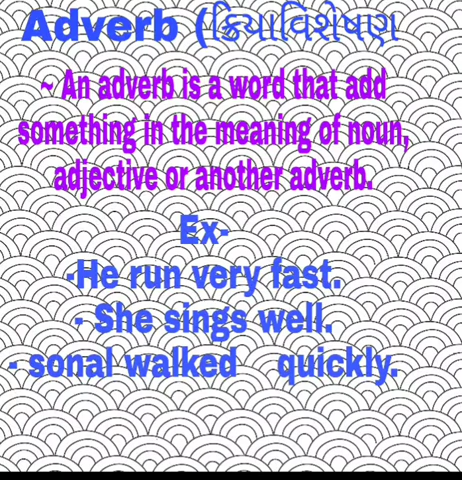 Adverb (ક્રિયાવિશેષણ
~ An adverb is a word that add
something in the meaning of noun,
adjective or another adverb.
Ex-
-He run very fast.
- She sings well.
- sonal walked quickly.